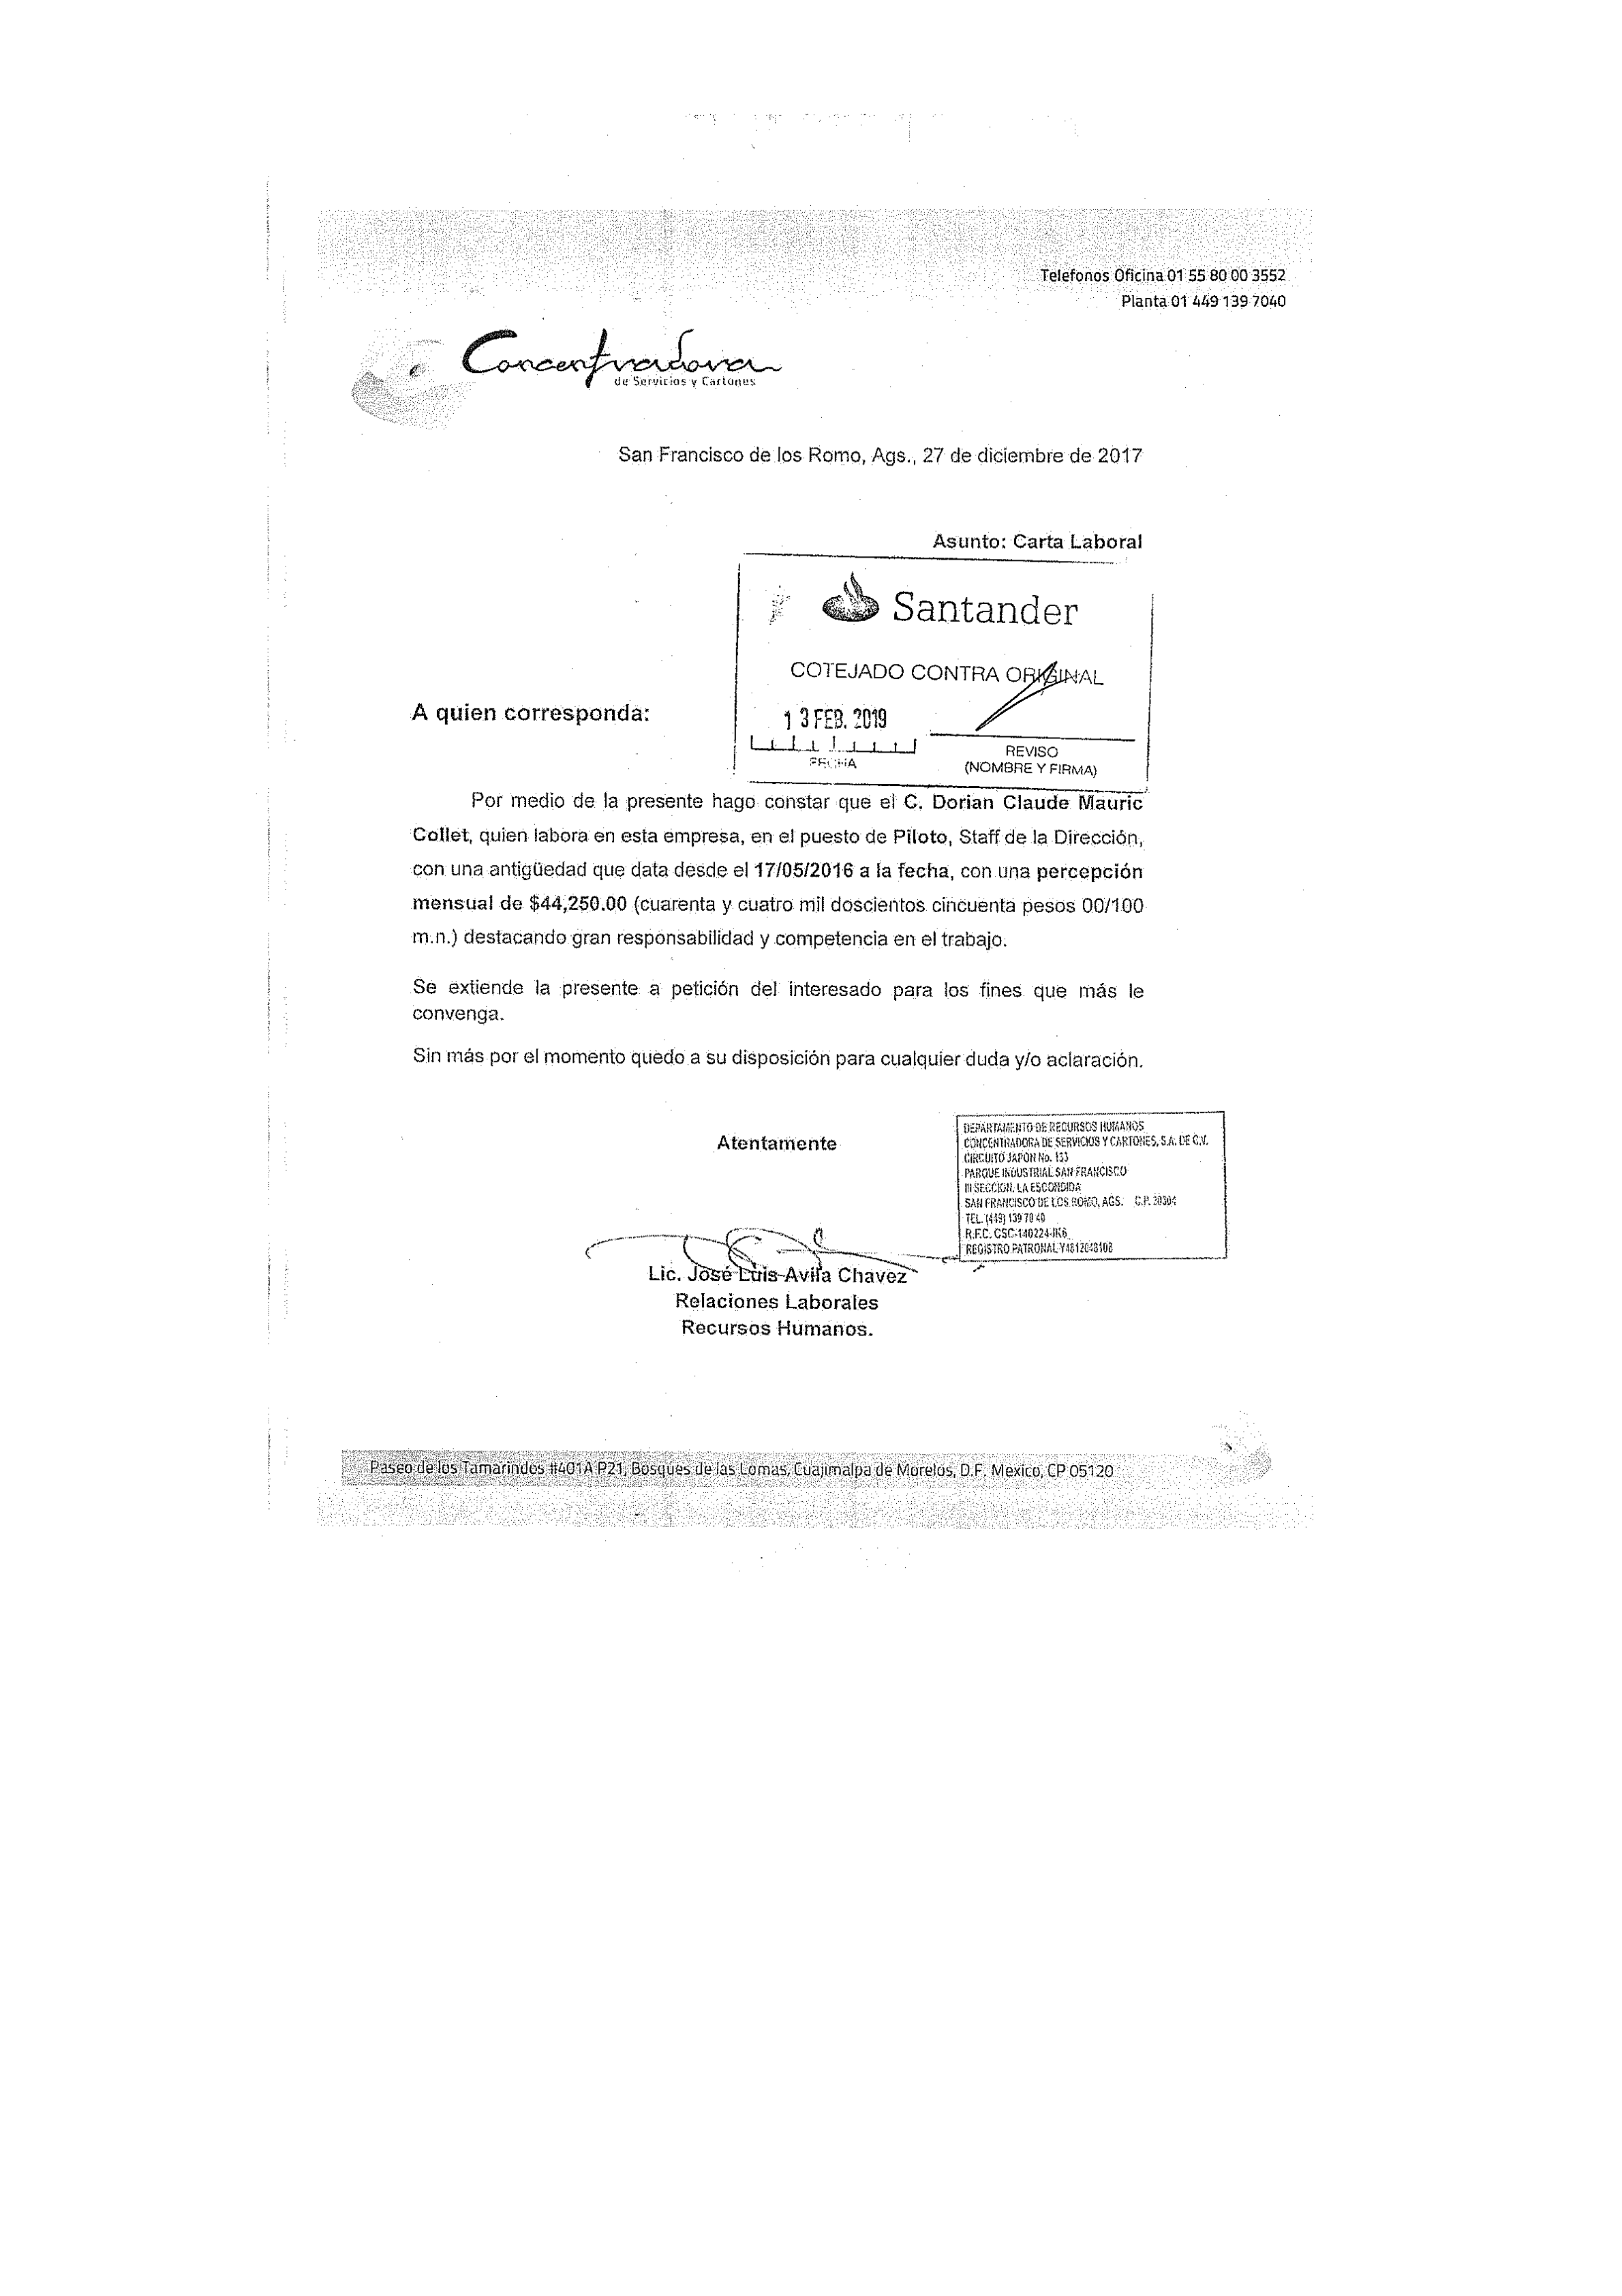 Telefonos Oficina 01 55 80 00 3552
Planta 01 449 139 7040
Concentradora
de Servicios y Cartones
San Francisco de los Romo, Ags., 27 de diciembre de 2017
Asunto: Carta Laboral
Santander
COTEJADO CONTRA ORIGINAL
13 FEB. 2019
FECHA
REVISO
(NOMBRE Y FIRMA)
A quien corresponda:
Por medio de la presente hago constar que el C. Dorian Claude Mauric
Collet, quien labora en esta empresa, en el puesto de Piloto, Staff de la Dirección,
con una antigüedad que data desde el 17/05/2016 a la fecha, con una percepción
mensual de $44,250.00 (cuarenta y cuatro mil doscientos cincuenta pesos 00/100
m.n.) destacando gran responsabilidad y competencia en el trabajo.
Se extiende la presente a petición del interesado para los fines que más le
convenga.
Sin más por el momento quedo a su disposición para cualquier duda y/o aclaración.
Atentamente
DEPARTAMENTO DE RECURSOS HUMANOS
CONCENTRADORA DE SERVICIOS Y CARTONES, S.A. DE C.V.
CIRCUITO JAPON No. 133
PARQUE INDUSTRIAL SAN FRANCISCO
III SECCION, LA ESCONDIDA
SAN FRANCISCO DE LOS ROMO, AGS. C.P. 20304
TEL. (449) 139 70 40
R.F.C. CSC-140224-
REGISTRO PATRONAL
Lic. José Luis Avila Chavez
Relaciones Laborales
Recursos Humanos.
Paseo de los Tamarindos #401A P21, Bosques de las Lomas, Cuajimalpa de Morelos, D.F. Mexico, CP 05120